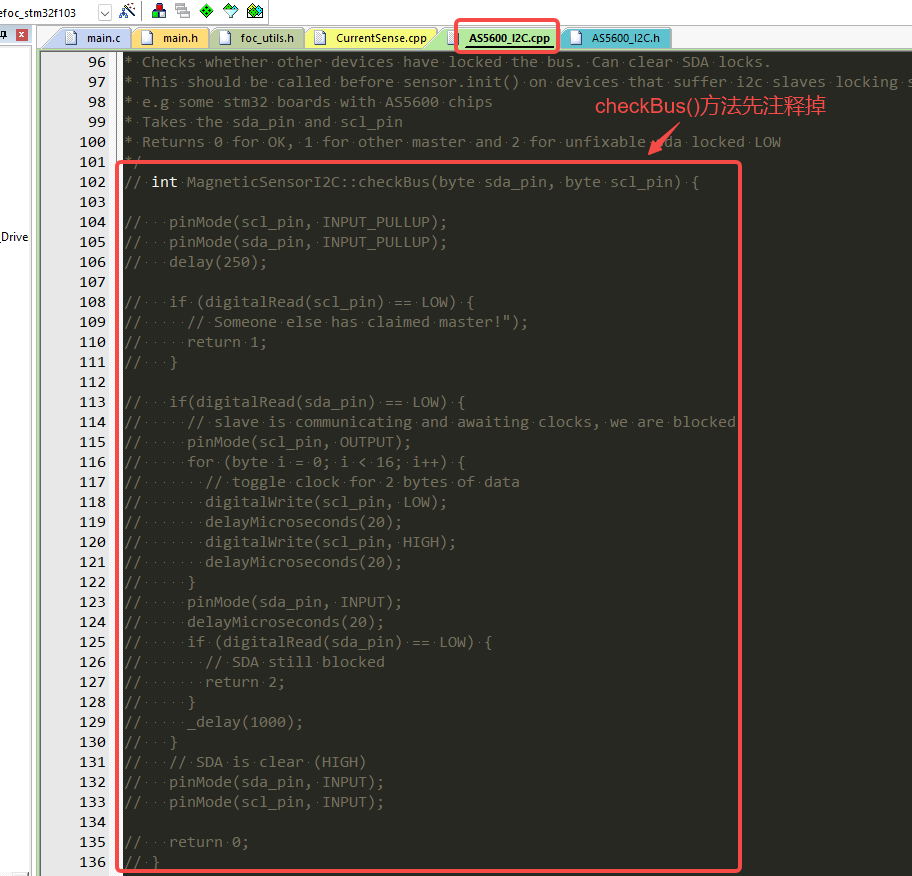 efoc_stm32f103
main.c main.h foc_utils.h CurrentSense.cpp AS5600_I2C.cpp AS5600_I2C.h
_Drive
96 * Checks whether other devices have locked the bus. Can clear SDA locks.
97 * This should be called before sensor.init() on devices that suffer i2c slaves locking s
98 * e.g some stm32 boards with AS5600 chips
checkBus()方法先注释掉
99 * Takes the sda_pin and scl_pin
100 * Returns 0 for OK, 1 for other master and 2 for unfixable sda locked LOW
101 */
102 // int MagneticSensorI2C::checkBus(byte sda_pin, byte scl_pin) {
103
104 // pinMode(scl_pin, INPUT_PULLUP);
105 // pinMode(sda_pin, INPUT_PULLUP);
106 // delay(250);
107
108 // if (digitalRead(scl_pin) == LOW) {
109 // // Someone else has claimed master!");
110 // return 1;
111 // }
112
113 // if(digitalRead(sda_pin) == LOW) {
114 // // slave is communicating and awaiting clocks, we are blocked
115 // pinMode(scl_pin, OUTPUT);
116 // for (byte i = 0; i < 16; i++) {
117 // // toggle clock for 2 bytes of data
118 // digitalWrite(scl_pin, LOW);
119 // delayMicroseconds(20);
120 // digitalWrite(scl_pin, HIGH);
121 // delayMicroseconds(20);
122 // }
123 // pinMode(sda_pin, INPUT);
124 // delayMicroseconds(20);
125 // if (digitalRead(sda_pin) == LOW) {
126 // // SDA still blocked
127 // return 2;
128 // }
129 // _delay(1000);
130 // }
131 // // SDA is clear (HIGH)
132 // pinMode(sda_pin, INPUT);
133 // pinMode(scl_pin, INPUT);
134
135 // return 0;
136 // }